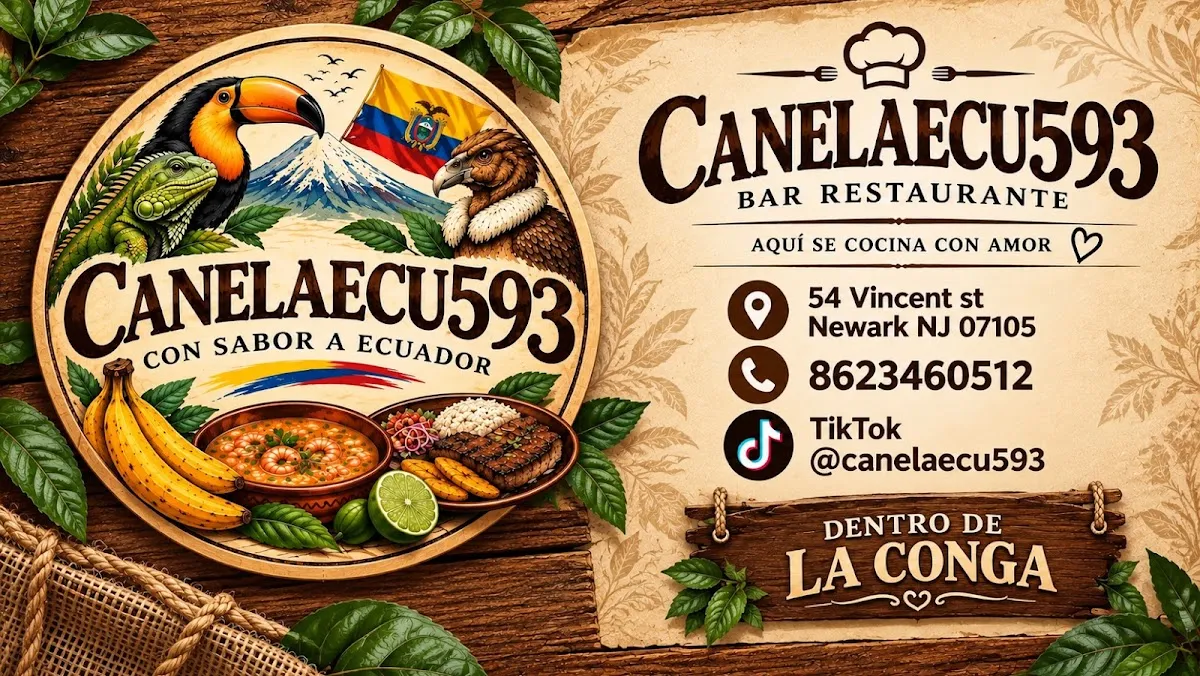 CANELAECU593
CON SABOR A ECUADOR
CANELAECU593
BAR RESTAURANTE
AQUÍ SE COCINA CON AMOR
54 Vincent st
Newark NJ 07105
8623460512
TikTok
@canelaecu593
DENTRO DE
LA CONGA